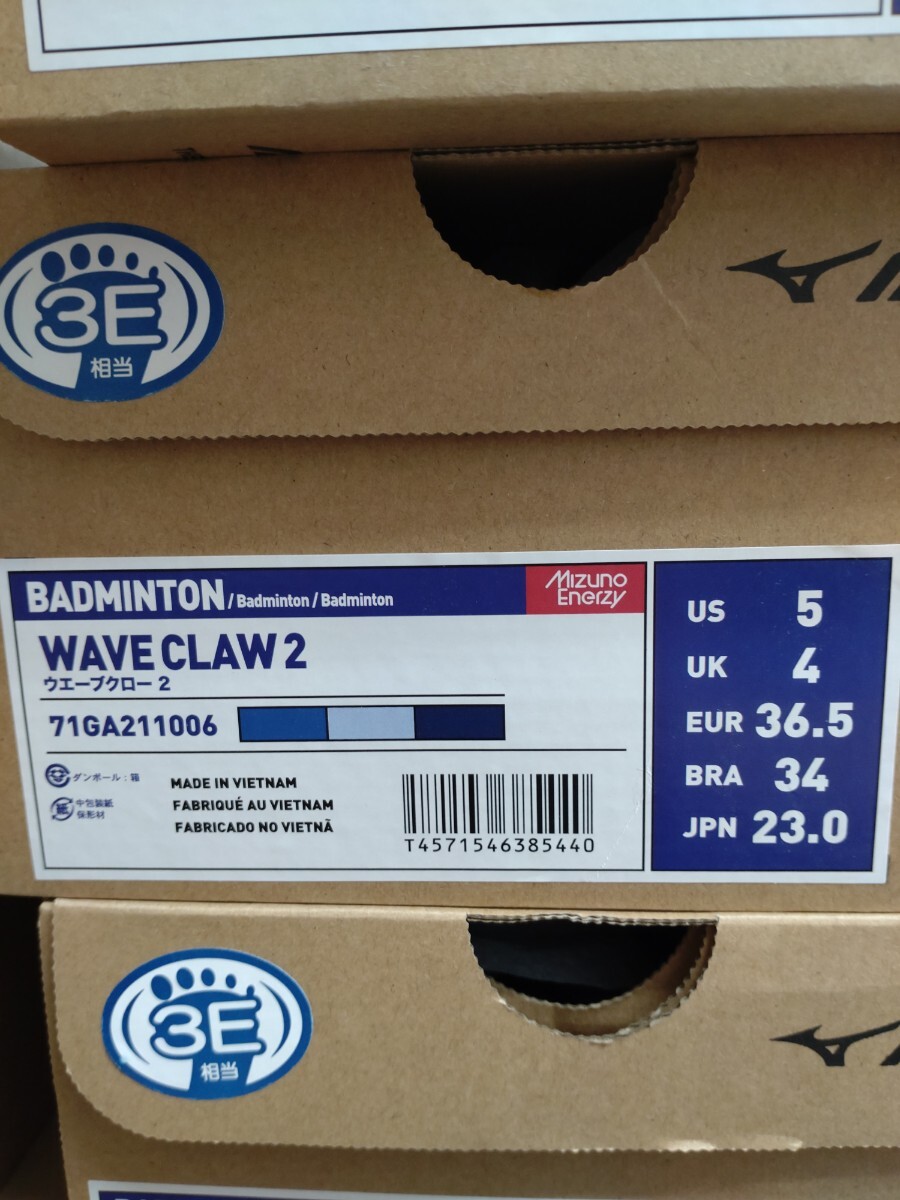 3E
相当
BADMINTON / Badminton / Badminton
Mizuno
Enerzy
WAVE CLAW 2
ウエーブクロー 2
71GA211006
ダンボール：箱
紙
中包装紙
保形材
MADE IN VIETNAM
FABRIQUÉ AU VIETNAM
FABRICADO NO VIETNÃ
T4571546385440
US 5
UK 4
EUR 36.5
BRA 34
JPN 23.0
3E
相当